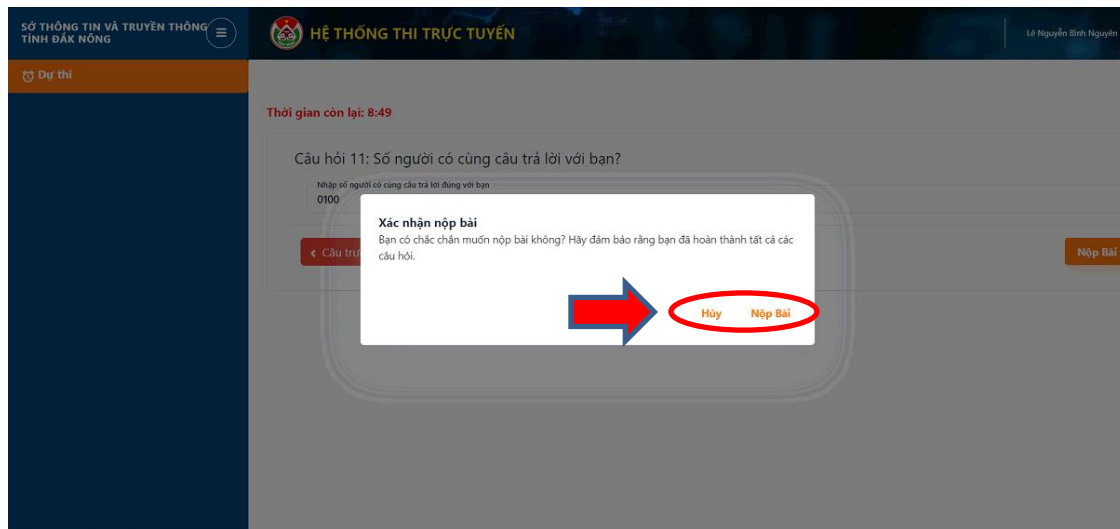 SỞ THÔNG TIN VÀ TRUYỀN THÔNG
TỈNH ĐẮK NÔNG
HỆ THỐNG THI TRỰC TUYẾN
Lê Nguyễn Bình Nguyên
Dự thi
Thời gian còn lại: 8:49
Câu hỏi 11: Số người có cùng câu trả lời với bạn?
Nhập số người có cùng câu trả lời đúng với bạn
0100
Xác nhận nộp bài
Bạn có chắc chắn muốn nộp bài không? Hãy đảm bảo rằng bạn đã hoàn thành tất cả các
câu hỏi.
Câu trư
Nộp Bài
Hủy Nộp Bài